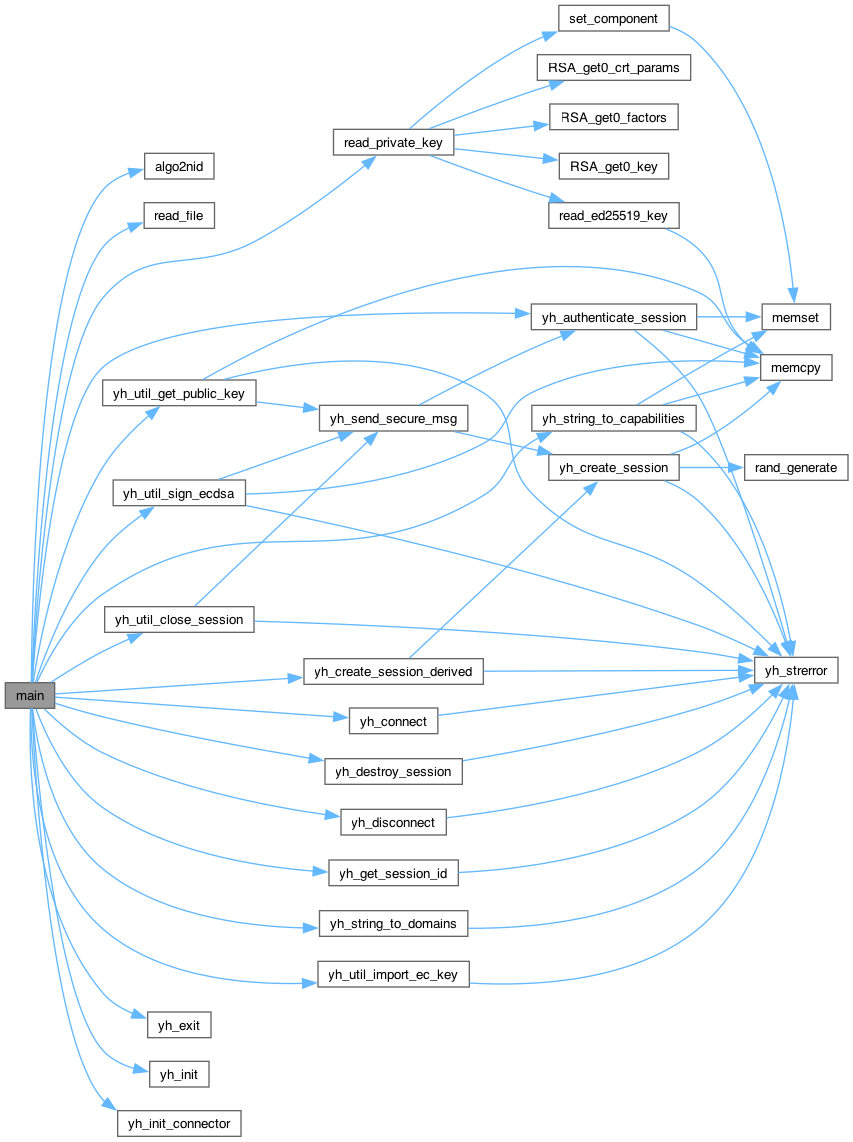 set_component
RSA_get0_crt_params
RSA_get0_factors
read_private_key
algo2nid
RSA_get0_key
read_file
read_ed25519_key
yh_authenticate_session
memset
memcpy
yh_util_get_public_key
yh_send_secure_msg
yh_string_to_capabilities
yh_create_session
rand_generate
yh_util_sign_ecdsa
yh_util_close_session
yh_create_session_derived
yh_strerror
main
yh_connect
yh_destroy_session
yh_disconnect
yh_get_session_id
yh_string_to_domains
yh_util_import_ec_key
yh_exit
yh_init
yh_init_connector